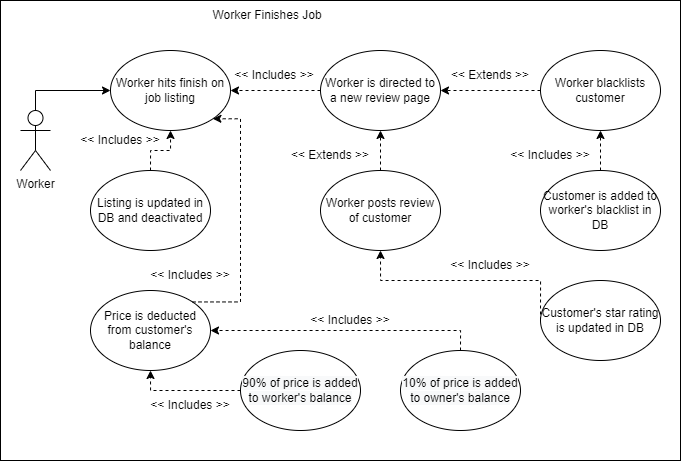 Worker Finishes Job
Worker hits finish on
job listing
<< Includes >>
Worker is directed to
a new review page
<< Extends >>
Worker blacklists
customer
Worker
<< Includes >>
<< Extends >>
<< Includes >>
Listing is updated in
DB and deactivated
Worker posts review
of customer
Customer is added to
worker's blacklist in
DB
<< Includes >>
<< Includes >>
Price is deducted
from customer's
balance
<< Includes >>
Customer's star rating
is updated in DB
90% of price is added
to worker's balance
10% of price is added
to owner's balance
<< Includes >>